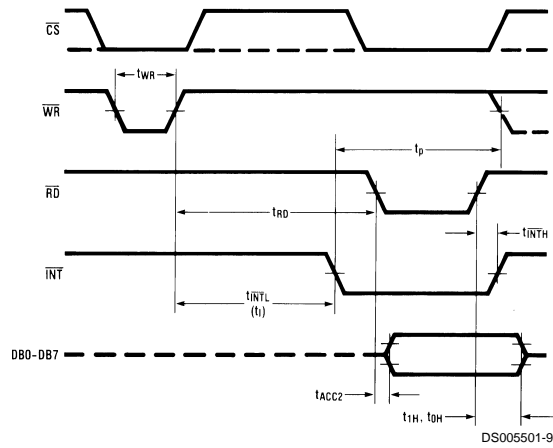 CS
tWR
WR
tp
RD
tRD
tINTH
INT
tINTL
(tI)
DB0-DB7
tACC2
t1H, t0H
DS005501-9